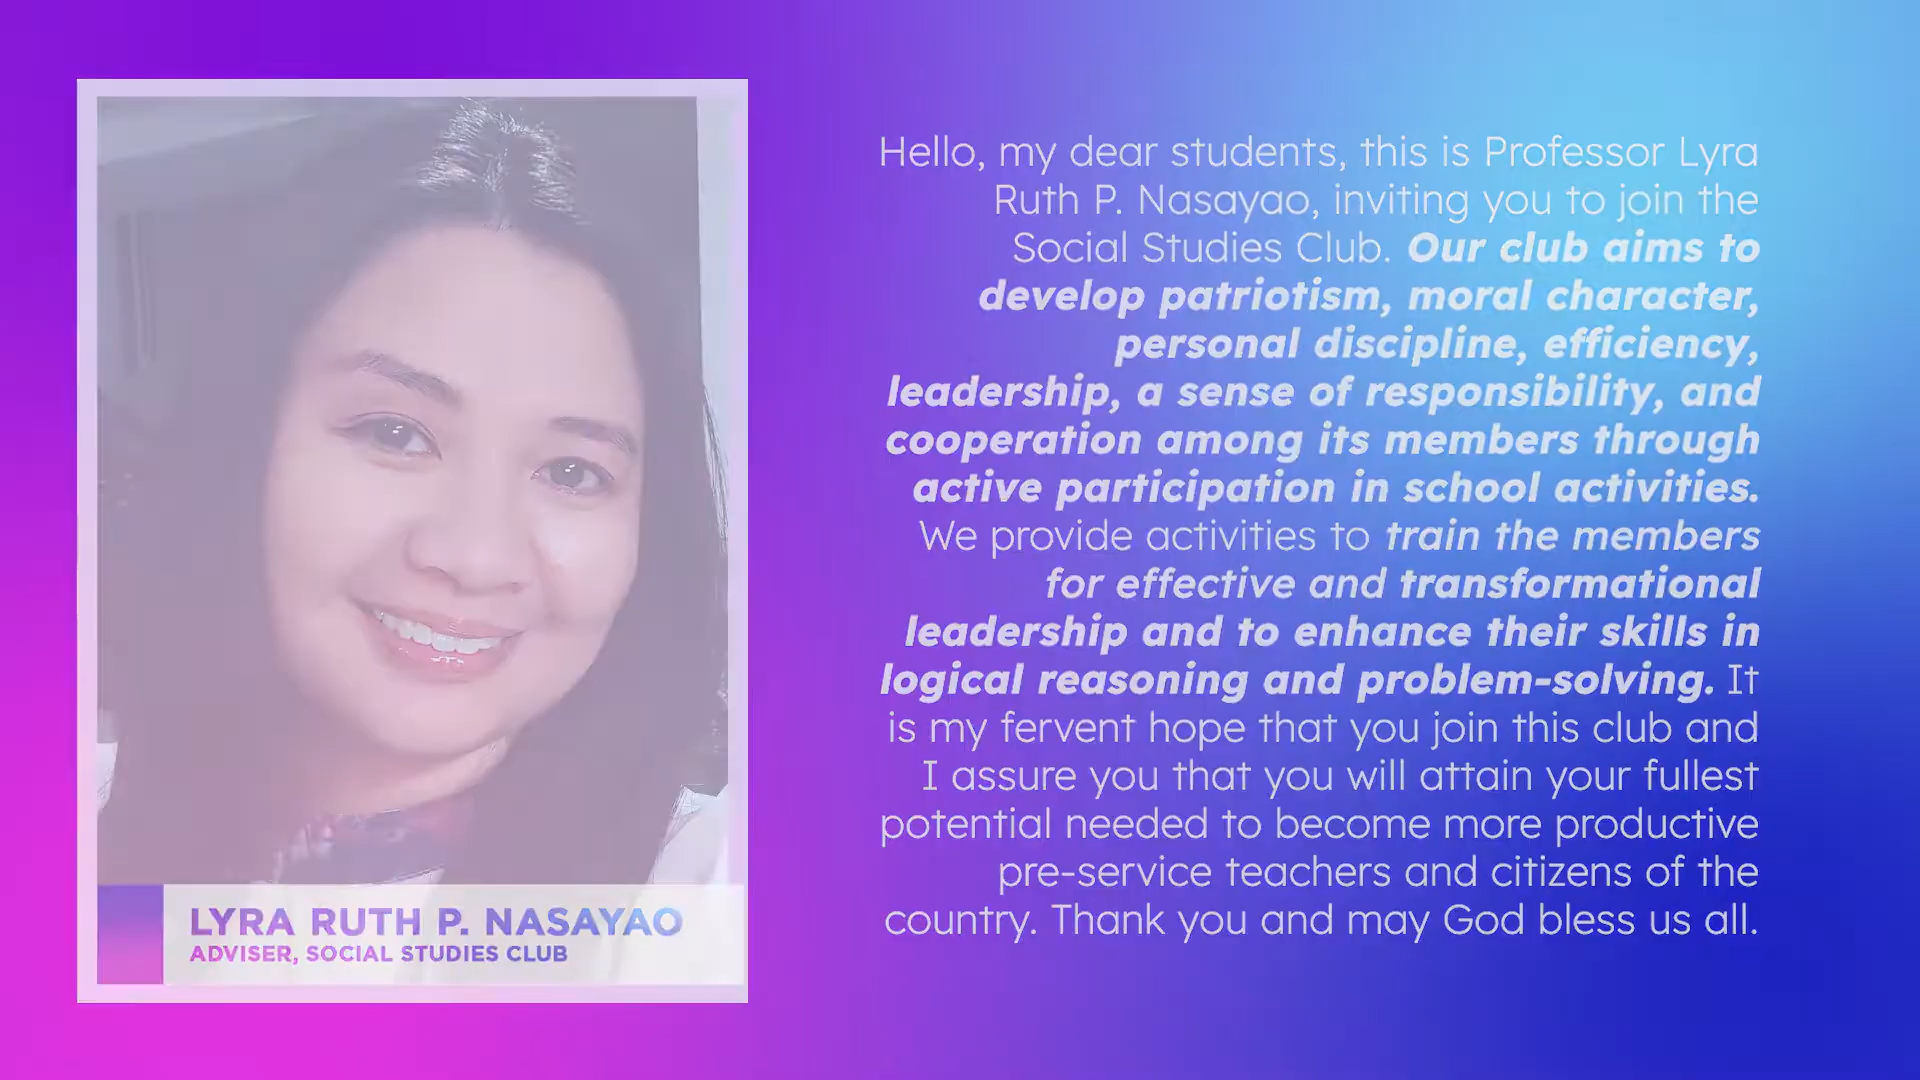 Hello, my dear students, this is Professor Lyra
Ruth P. Nasayao, inviting you to join the
Social Studies Club. Our club aims to
develop patriotism, moral character,
personal discipline, efficiency,
leadership, a sense of responsibility, and
cooperation among its members through
active participation in school activities.
We provide activities to train the members
for effective and transformational
leadership and to enhance their skills in
logical reasoning and problem-solving. It
is my fervent hope that you join this club and
I assure you that you will attain your fullest
potential needed to become more productive
pre-service teachers and citizens of the
country. Thank you and may God bless us all.
LYRA RUTH P. NASAYAO
ADVISER, SOCIAL STUDIES CLUB